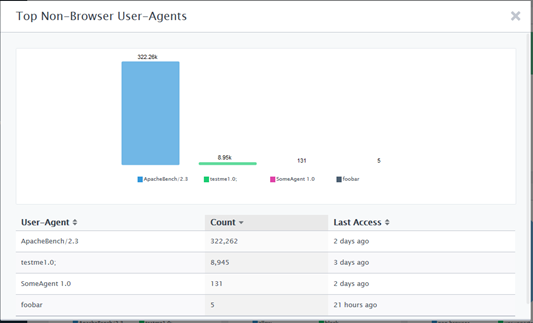 Top Non-Browser User-Agents
322.26k
8.95k
131
5
ApacheBench/2.3 testme1.0; SomeAgent 1.0 foobar
User-Agent Count Last Access
ApacheBench/2.3 322,262 2 days ago
testme1.0; 8,945 3 days ago
SomeAgent 1.0 131 2 days ago
foobar 5 21 hours ago